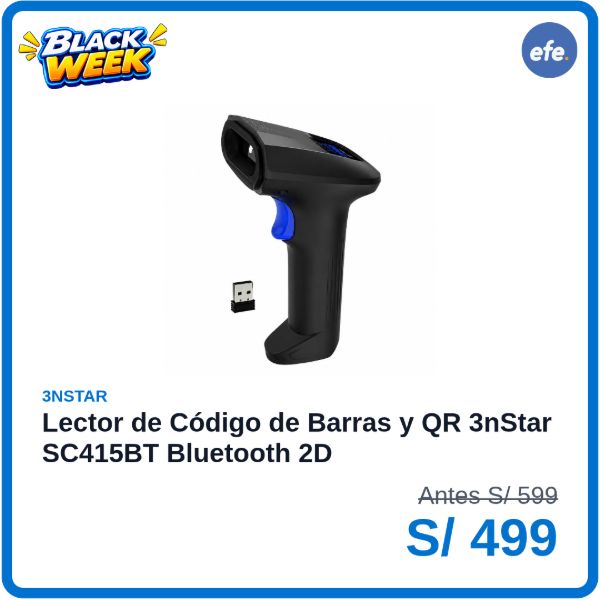 BLACK
WEEK
efe.
3NSTAR
Lector de Código de Barras y QR 3nStar
SC415BT Bluetooth 2D
Antes S/ 599
S/ 499